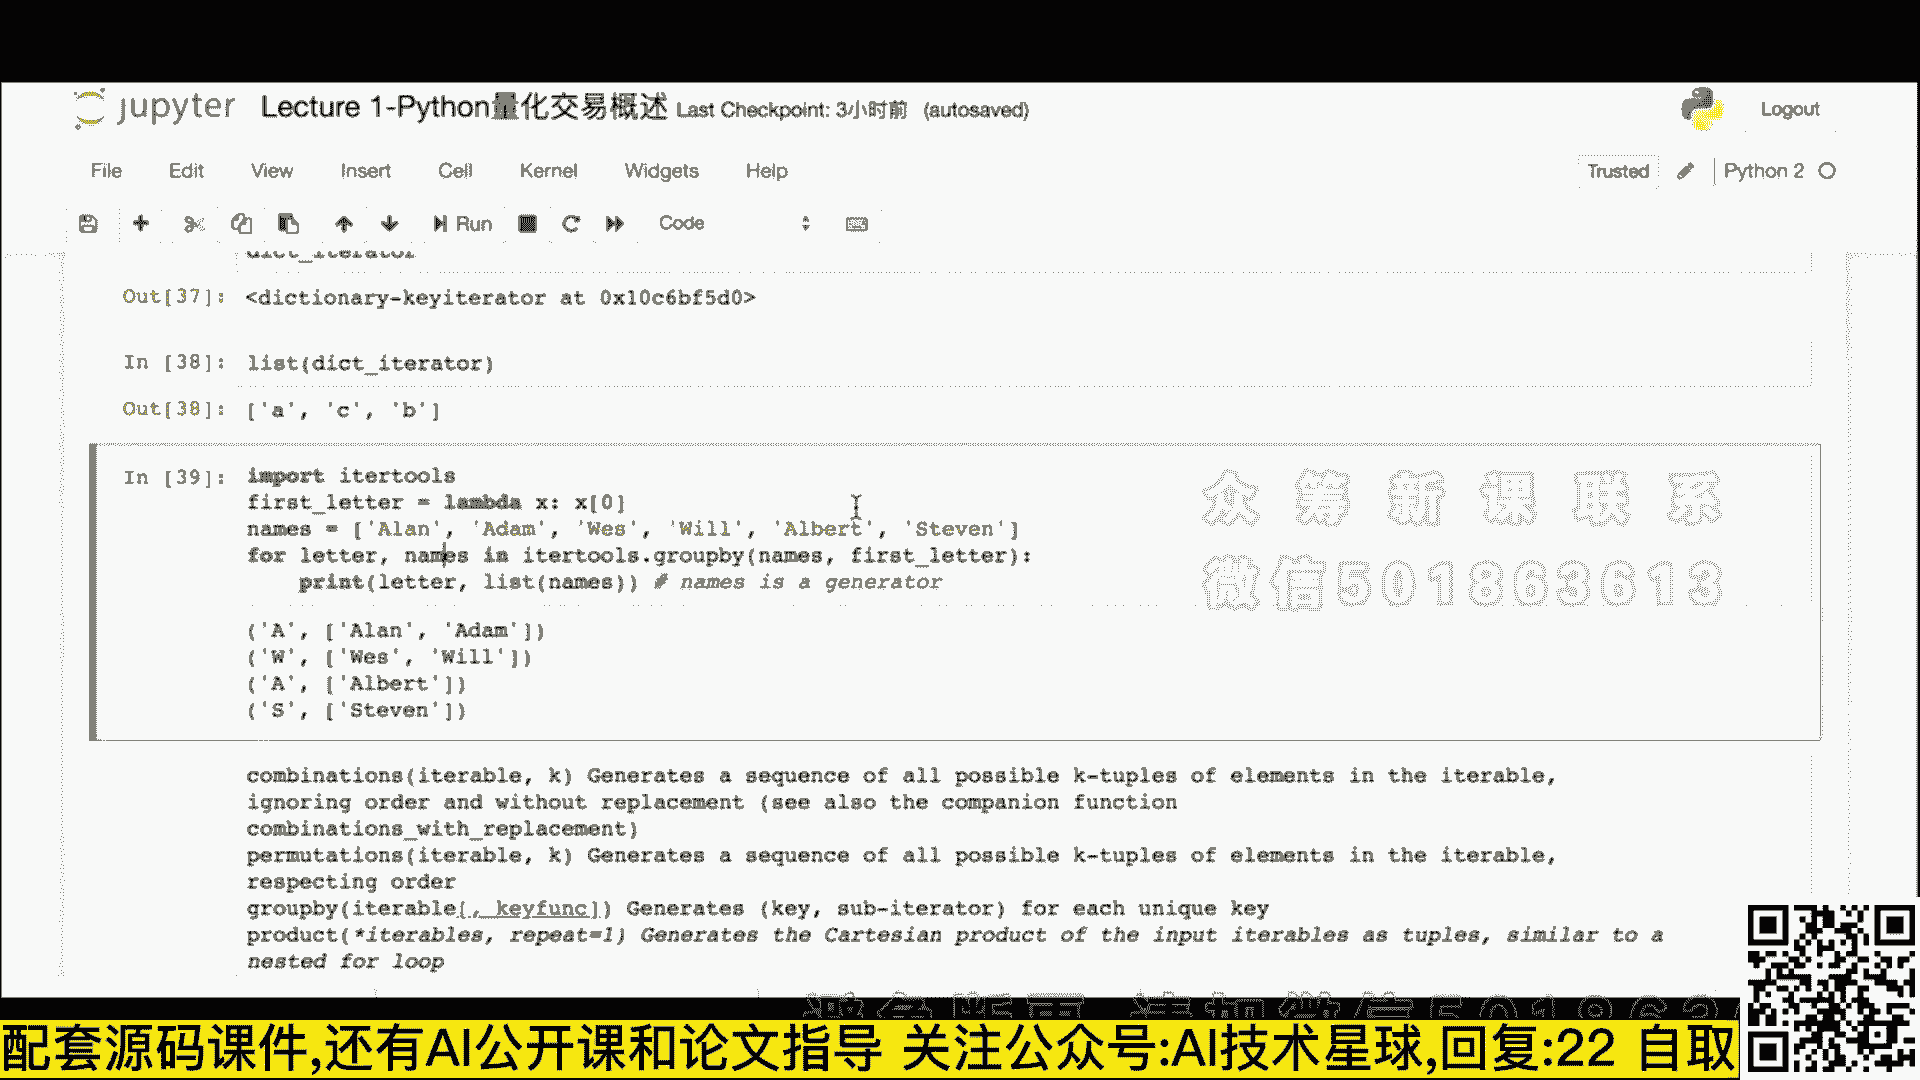 jupyter Lecture 1-Python量化交易概述 Last Checkpoint: 3小时前 (autosaved)
Logout
File Edit View Insert Cell Kernel Widgets Help
Trusted Python 2
Run Code
dict_iterator
Out[37]: <dictionary-keyiterator at 0x10c6bf5d0>
In [38]: list(dict_iterator)
Out[38]: ['a', 'c', 'b']
In [39]: import itertools
first_letter = lambda x: x[0]
names = ['Alan', 'Adam', 'Wes', 'Will', 'Albert', 'Steven']
for letter, names in itertools.groupby(names, first_letter):
print(letter, list(names)) # names is a generator
众筹新课联系
微信501863613
('A', ['Alan', 'Adam'])
('W', ['Wes', 'Will'])
('A', ['Albert'])
('S', ['Steven'])
combinations(iterable, k) Generates a sequence of all possible k-tuples of elements in the iterable,
ignoring order and without replacement (see also the companion function
combinations_with_replacement)
permutations(iterable, k) Generates a sequence of all possible k-tuples of elements in the iterable,
respecting order
groupby(iterable[, keyfunc]) Generates (key, sub-iterator) for each unique key
product(*iterables, repeat=1) Generates the Cartesian product of the input iterables as tuples, similar to a
nested for loop
配套源码课件,还有AI公开课和论文指导 关注公众号:AI技术星球,回复:22 自取